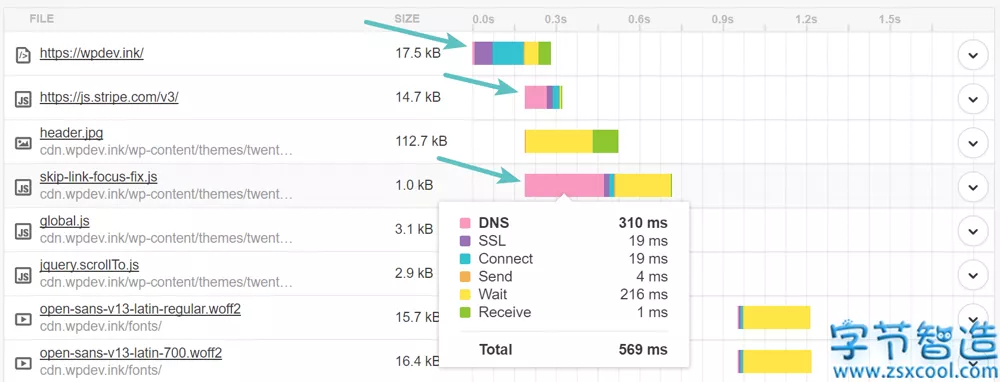 FILE SIZE 0.0s 0.3s 0.6s 0.9s 1.2s 1.5s
https://wpdev.ink/ 17.5 kB
JS https://js.stripe.com/v3/ 14.7 kB
header.jpg
cdn.wpdev.ink/wp-content/themes/twent… 112.7 kB
JS skip-link-focus-fix.js
cdn.wpdev.ink/wp-content/themes/twent… 1.0 kB
JS global.js
cdn.wpdev.ink/wp-content/themes/twent… 3.1 kB
JS jquery.scrollTo.js
cdn.wpdev.ink/wp-content/themes/twent… 2.9 kB
open-sans-v13-latin-regular.woff2
cdn.wpdev.ink/fonts/ 15.7 kB
open-sans-v13-latin-700.woff2
cdn.wpdev.ink/fonts/ 16.4 kB
DNS 310 ms
SSL 19 ms
Connect 19 ms
Send 4 ms
Wait 216 ms
Receive 1 ms
Total 569 ms
字节智造
www.zsxcool.com